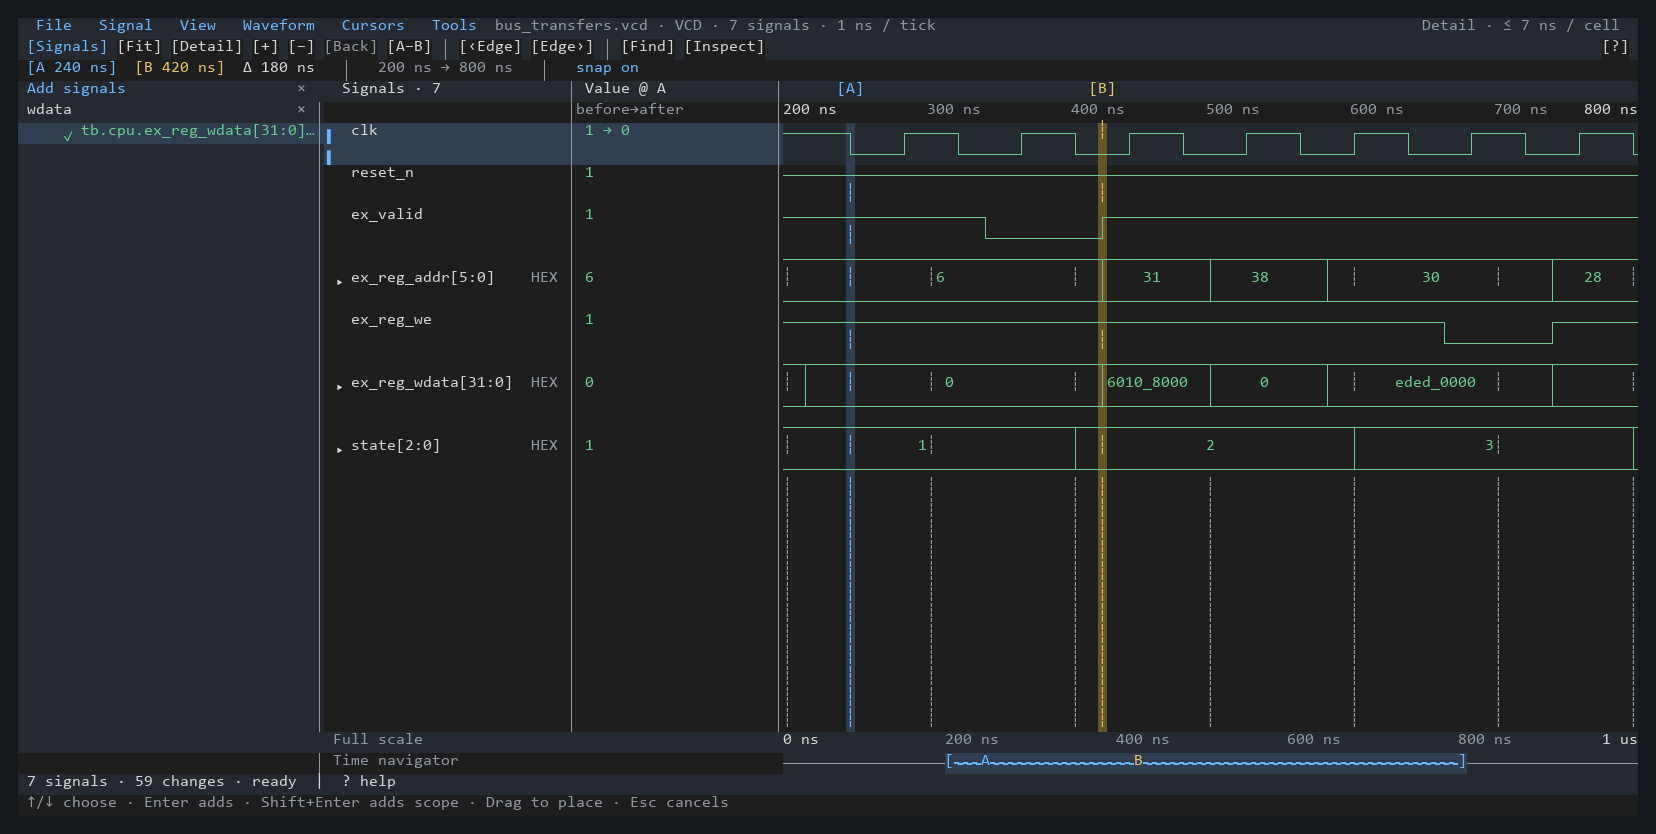 File Signal View Waveform Cursors Tools bus_transfers.vcd · VCD · 7 signals · 1 ns / tick Detail · ≤ 7 ns / cell
[Signals] [Fit] [Detail] [+] [−] [Back] [A−B] │ [‹Edge] [Edge›] │ [Find] [Inspect] [?]
[A 240 ns] [B 420 ns] Δ 180 ns │ 200 ns → 800 ns │ snap on
Add signals × Signals · 7 Value @ A [A] [B]
wdata × before→after 200 ns 300 ns 400 ns 500 ns 600 ns 700 ns 800 ns
✓ tb.cpu.ex_reg_wdata[31:0]… clk 1 → 0
reset_n 1
ex_valid 1
▸ ex_reg_addr[5:0] HEX 6 6 31 38 30 28
ex_reg_we 1
▸ ex_reg_wdata[31:0] HEX 0 0 6010_8000 0 eded_0000
▸ state[2:0] HEX 1 1 2 3
Full scale 0 ns 200 ns 400 ns 600 ns 800 ns 1 us
Time navigator [ A B ]
7 signals · 59 changes · ready │ ? help
↑/↓ choose · Enter adds · Shift+Enter adds scope · Drag to place · Esc cancels